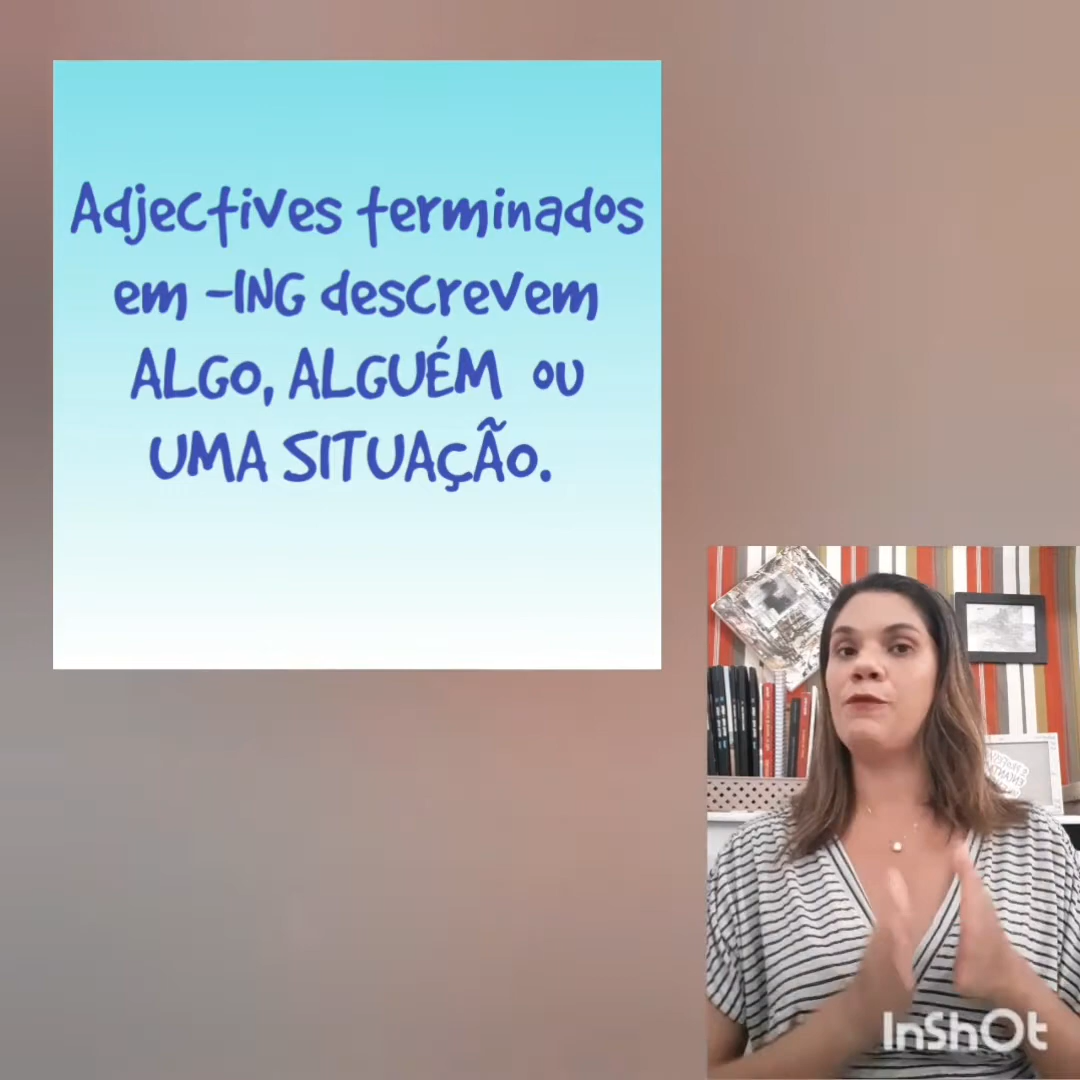 Adjectives terminados
em -ING descrevem
ALGO, ALGUÉM ou
UMA SITUAÇÃO.
InShOt